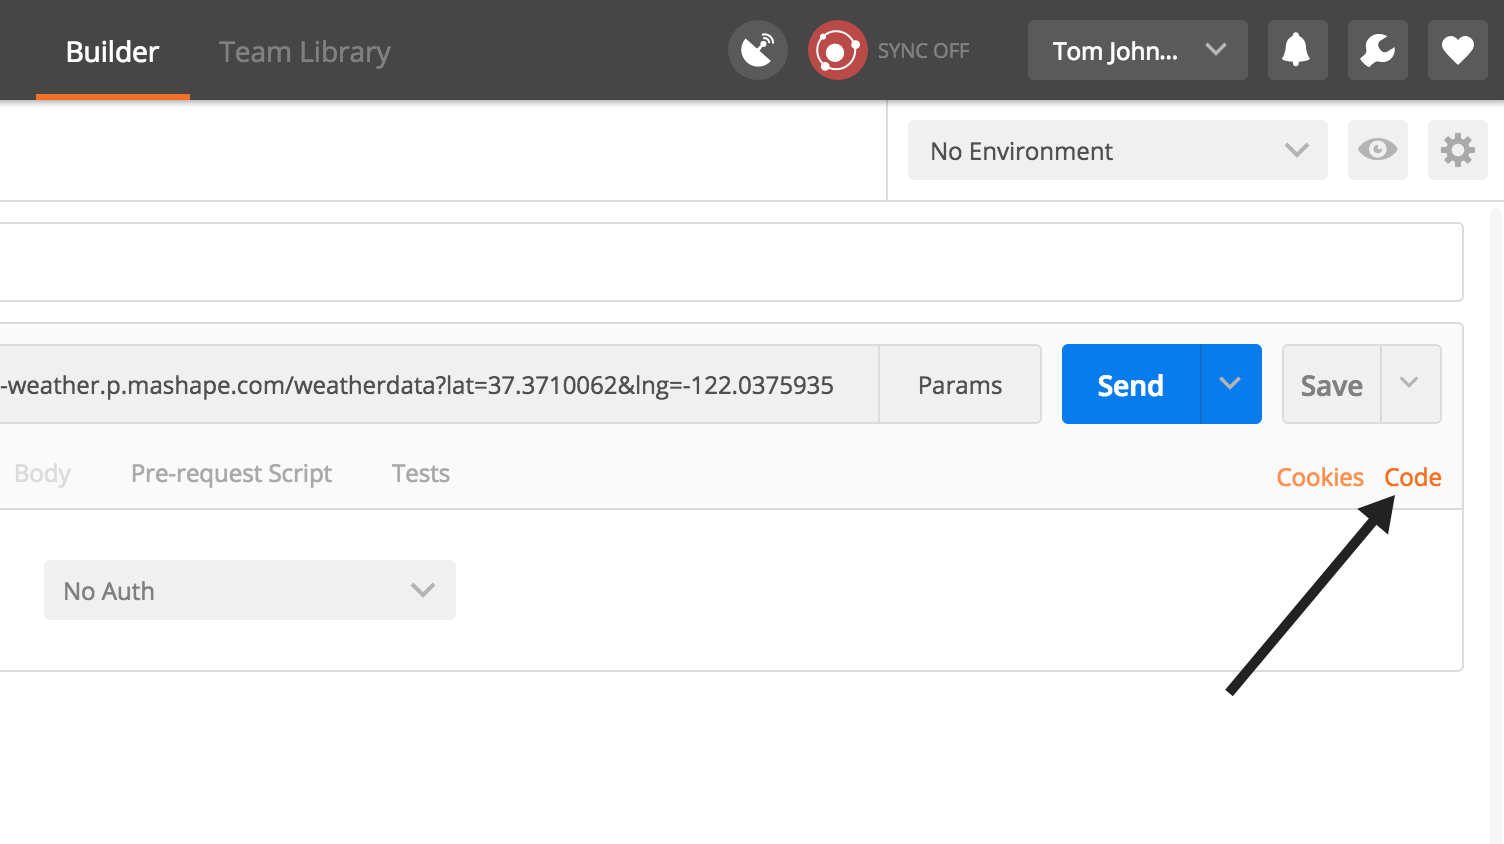 Builder Team Library SYNC OFF Tom John...
No Environment
-weather.p.mashape.com/weatherdata?lat=37.3710062&lng=-122.0375935 Params Send Save
Body Pre-request Script Tests Cookies Code
No Auth